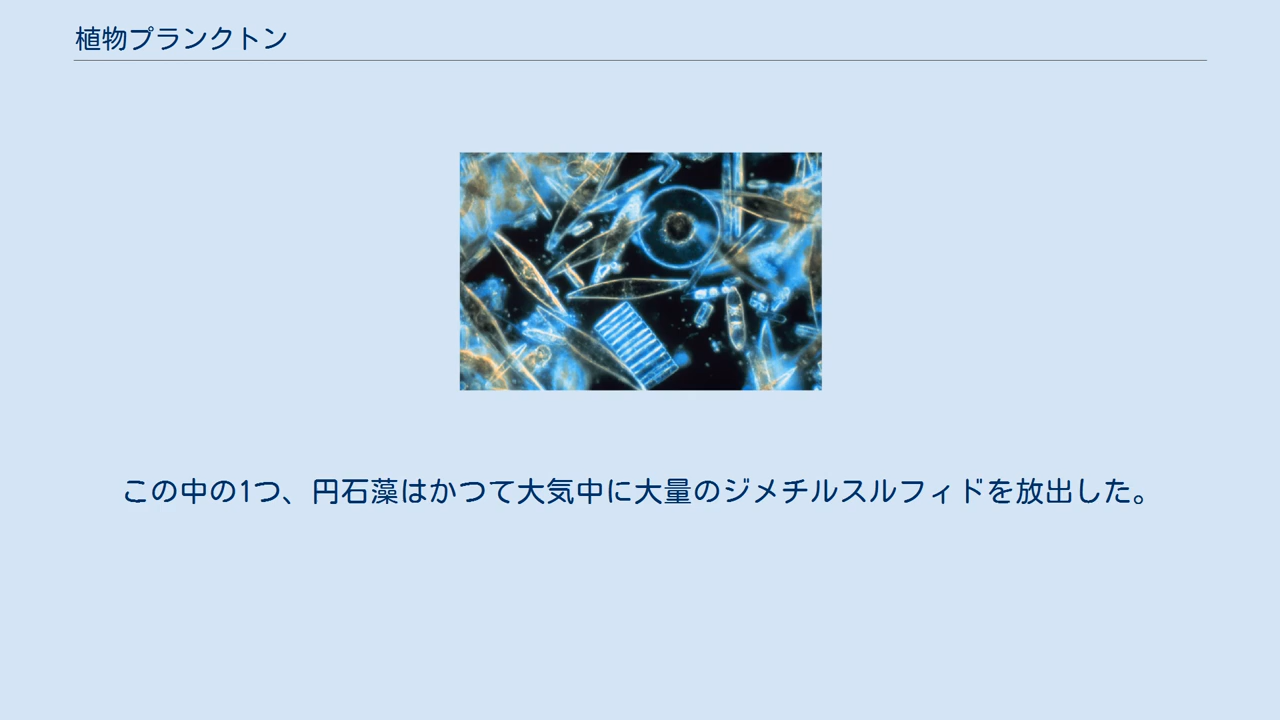 植物プランクトン
この中の1つ、円石藻はかつて大気中に大量のジメチルスルフィドを放出した。